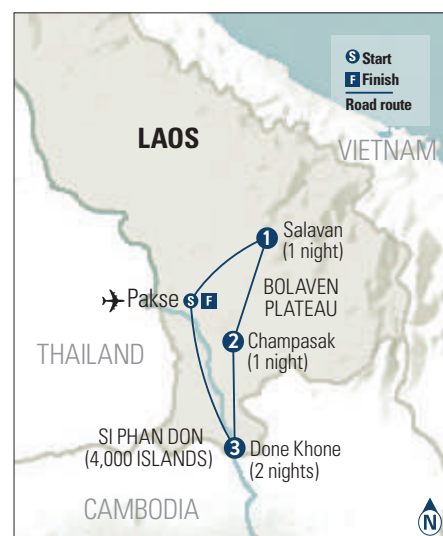 S Start
F Finish
Road route
LAOS
VIETNAM
1 Salavan
(1 night)
BOLAVEN
PLATEAU
Pakse S F
2 Champasak
(1 night)
THAILAND
SI PHAN DON
(4,000 ISLANDS)
3 Done Khone
(2 nights)
CAMBODIA
N